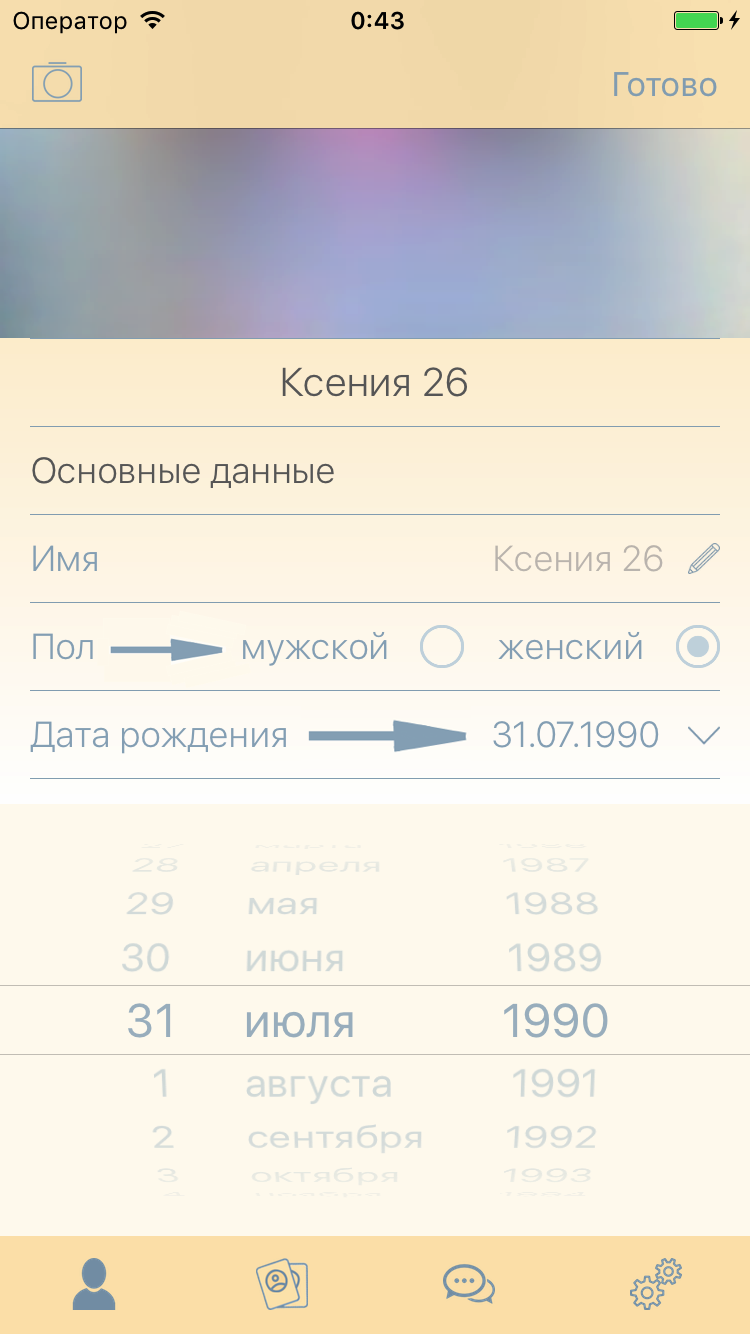 Оператор 0:43
Готово
Ксения 26
Основные данные
Имя Ксения 26
Пол мужской женский
Дата рождения 31.07.1990
28 апреля 1987
29 мая 1988
30 июня 1989
31 июля 1990
1 августа 1991
2 сентября 1992
3 октября 1993